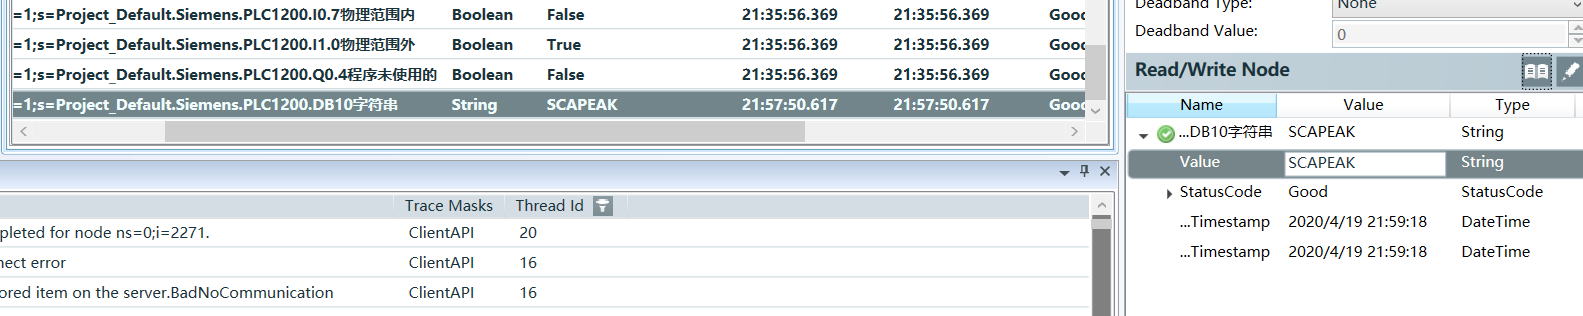 =1;s=Project_Default.Siemens.PLC1200.I0.7物理范围内 Boolean False 21:35:56.369 21:35:56.369 Good
=1;s=Project_Default.Siemens.PLC1200.I1.0物理范围外 Boolean True 21:35:56.369 21:35:56.369 Good
=1;s=Project_Default.Siemens.PLC1200.Q0.4程序未使用的 Boolean False 21:35:56.369 21:35:56.369 Good
=1;s=Project_Default.Siemens.PLC1200.DB10字符串 String SCAPEAK 21:57:50.617 21:57:50.617 Good
Trace Masks Thread Id
pleted for node ns=0;i=2271. ClientAPI 20
nect error ClientAPI 16
ored item on the server.BadNoCommunication ClientAPI 16
Deadband Type: None
Deadband Value: 0
Read/Write Node
Name Value Type
...DB10字符串 SCAPEAK String
Value SCAPEAK String
StatusCode Good StatusCode
...Timestamp 2020/4/19 21:59:18 DateTime
...Timestamp 2020/4/19 21:59:18 DateTime